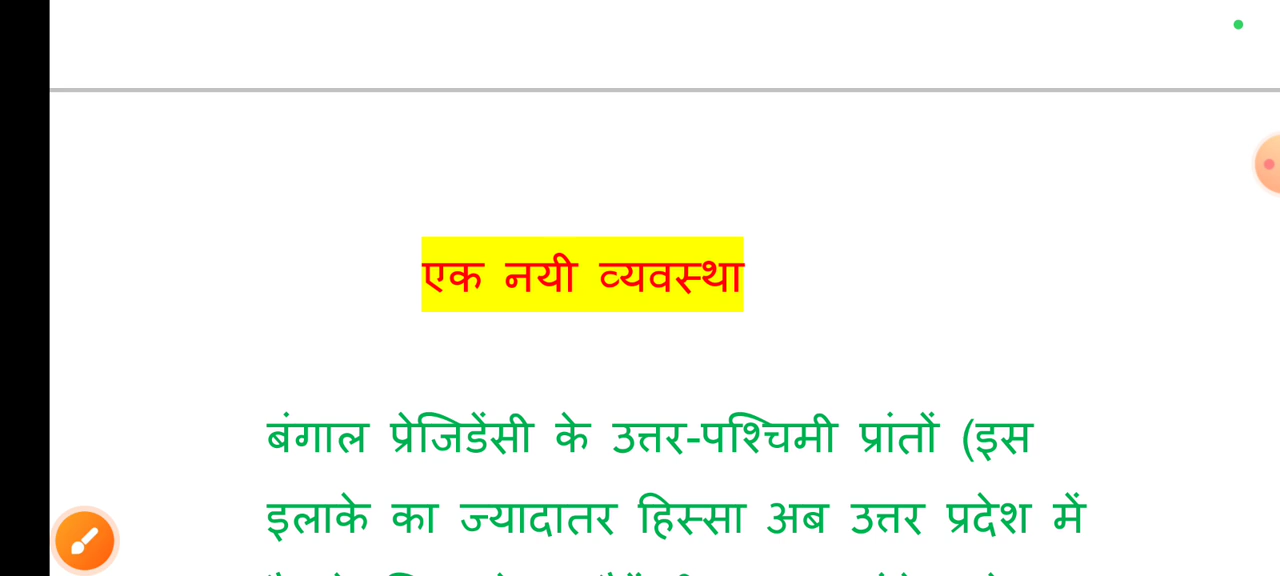 एक नयी व्यवस्था
बंगाल प्रेजिडेंसी के उत्तर-पश्चिमी प्रांतों (इस
इलाके का ज्यादातर हिस्सा अब उत्तर प्रदेश में